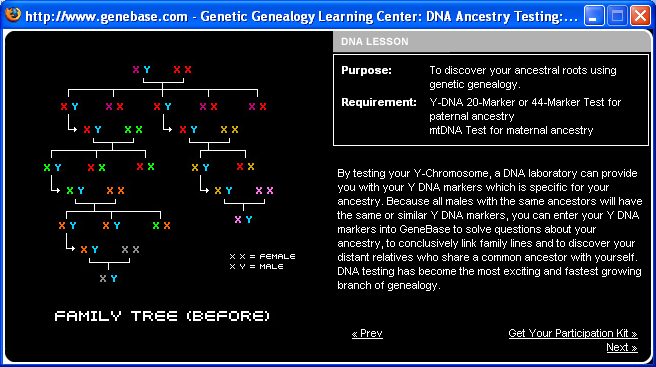 http://www.genebase.com - Genetic Genealogy Learning Center: DNA Ancestry Testing:...
DNA LESSON
Purpose: To discover your ancestral roots using
genetic genealogy.
Requirement: Y-DNA 20-Marker or 44-Marker Test for
paternal ancestry
mtDNA Test for maternal ancestry
By testing your Y-Chromosome, a DNA laboratory can provide
you with your Y DNA markers which is specific for your
ancestry. Because all males with the same ancestors will have
the same or similar Y DNA markers, you can enter your Y DNA
markers into GeneBase to solve questions about your
ancestry, to conclusively link family lines and to discover your
distant relatives who share a common ancestor with yourself.
DNA testing has become the most exciting and fastest growing
branch of genealogy.
« Prev
Get Your Participation Kit »
Next »
X Y X X
X Y X X X Y X X X X
X Y X X X Y X X
X X X Y X X X X X Y
X Y X X X Y X X
X Y X Y X X X Y
X Y X X
X Y
X X = FEMALE
X Y = MALE
FAMILY TREE (BEFORE)